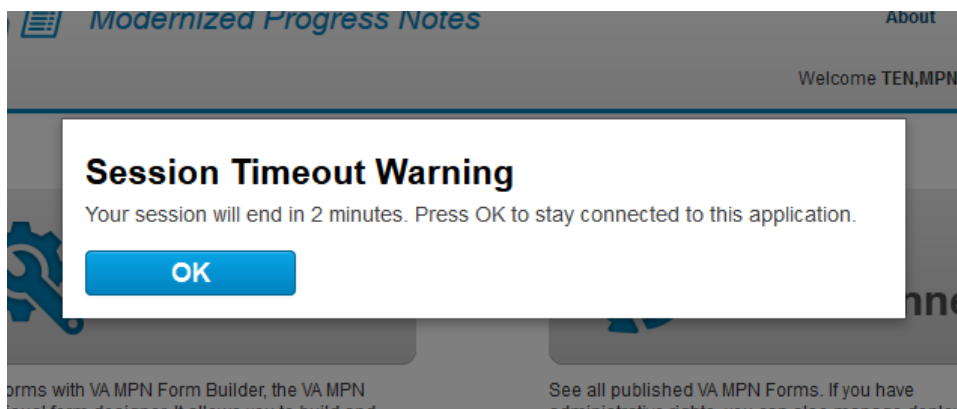 Modernized Progress Notes
About
Welcome TEN,MPN
Session Timeout Warning
Your session will end in 2 minutes. Press OK to stay connected to this application.
OK
with VA MPN Form Builder, the VA MPN
See all published VA MPN Forms. If you have